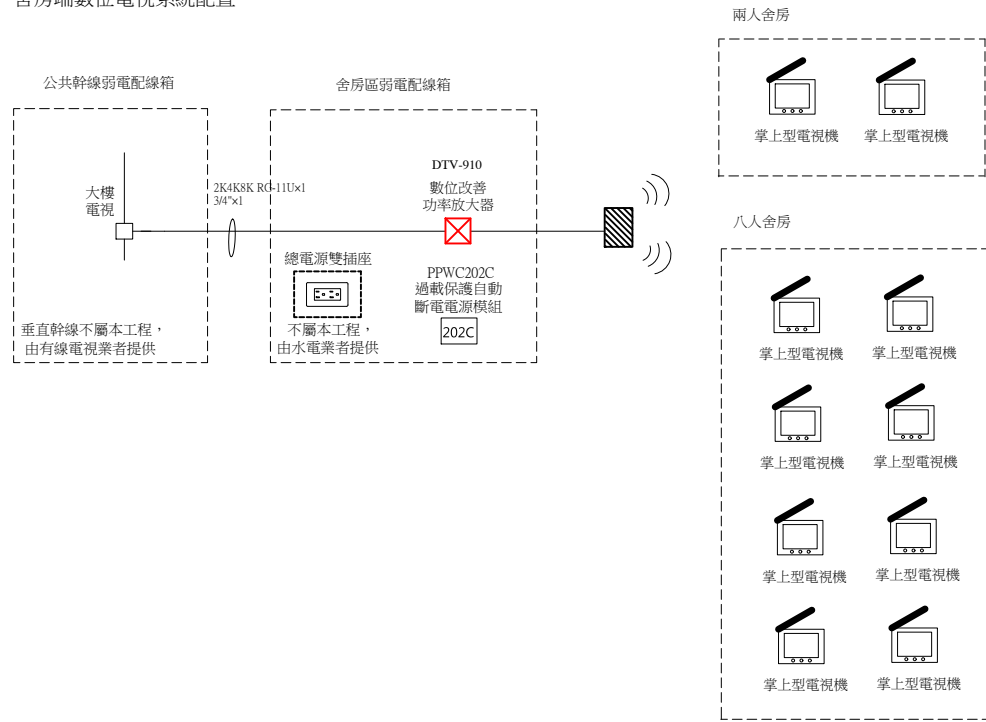 舍房端數位電視系統配置
公共幹線弱電配線箱
大樓
電視
垂直幹線不屬本工程，
由有線電視業者提供
2K4K8K RG-11U×1
3/4"×1
舍房區弱電配線箱
DTV-910
數位改善
功率放大器
總電源雙插座
不屬本工程，
由水電業者提供
PPWC202C
過載保護自動
斷電電源模組
202C
兩人舍房
掌上型電視機
掌上型電視機
八人舍房
掌上型電視機
掌上型電視機
掌上型電視機
掌上型電視機
掌上型電視機
掌上型電視機
掌上型電視機
掌上型電視機